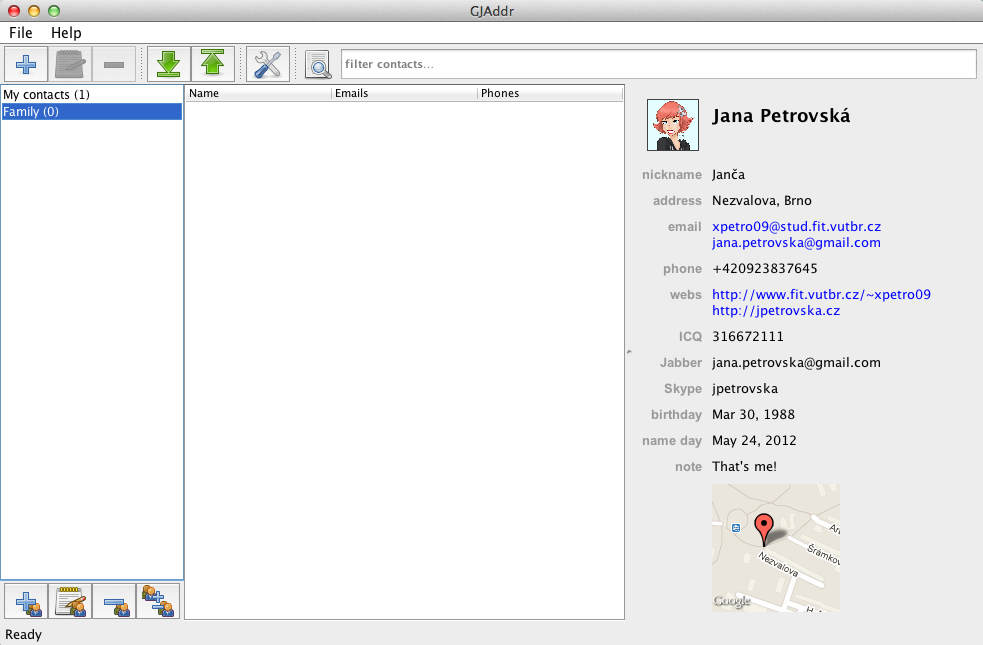 GJAddr
File Help
filter contacts...
My contacts (1)
Family (0)
Name Emails Phones
Jana Petrovská
nickname Janča
address Nezvalova, Brno
email xpetro09@stud.fit.vutbr.cz
jana.petrovska@gmail.com
phone +420923837645
webs http://www.fit.vutbr.cz/~xpetro09
http://jpetrovska.cz
ICQ 316672111
Jabber jana.petrovska@gmail.com
Skype jpetrovska
birthday Mar 30, 1988
name day May 24, 2012
note That's me!
Nezvalova
Google
Ready